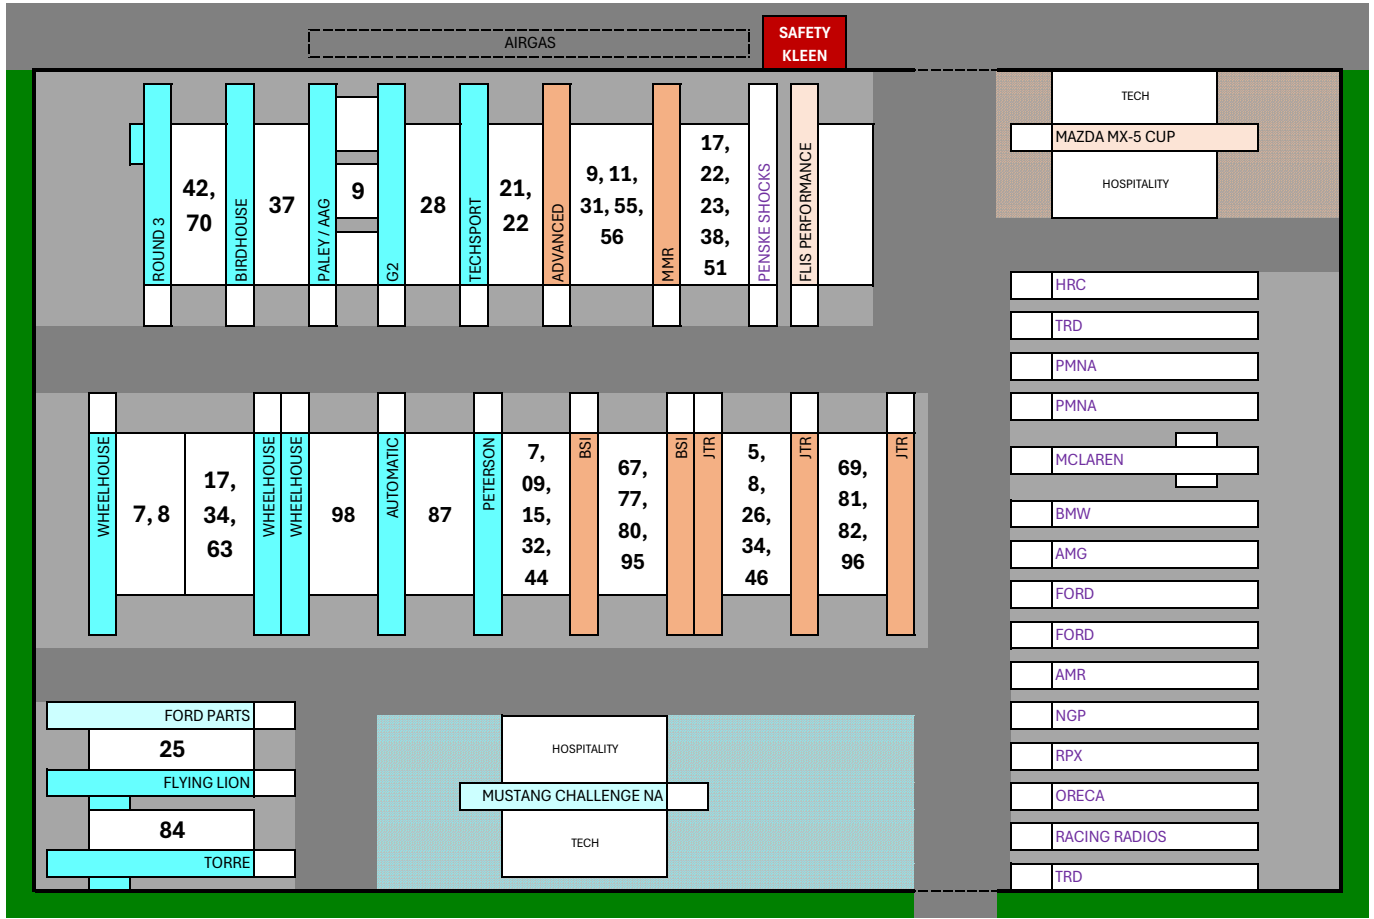 AIRGAS
SAFETY
KLEEN
ROUND 3
42,
70
BIRDHOUSE
37
PALEY / AAG
9
G2
28
TECHSPORT
21,
22
ADVANCED
9, 11,
31, 55,
56
MMR
17,
22,
23,
38,
51
PENSKE SHOCKS
FLIS PERFORMANCE
TECH
MAZDA MX-5 CUP
HOSPITALITY
HRC
TRD
PMNA
PMNA
MCLAREN
BMW
AMG
FORD
FORD
AMR
NGP
RPX
ORECA
RACING RADIOS
TRD
WHEELHOUSE
7, 8
17,
34,
63
WHEELHOUSE
WHEELHOUSE
98
AUTOMATIC
87
PETERSON
7,
09,
15,
32,
44
BSI
67,
77,
80,
95
BSI
JTR
5,
8,
26,
34,
46
JTR
69,
81,
82,
96
JTR
FORD PARTS
25
FLYING LION
84
TORRE
HOSPITALITY
MUSTANG CHALLENGE NA
TECH